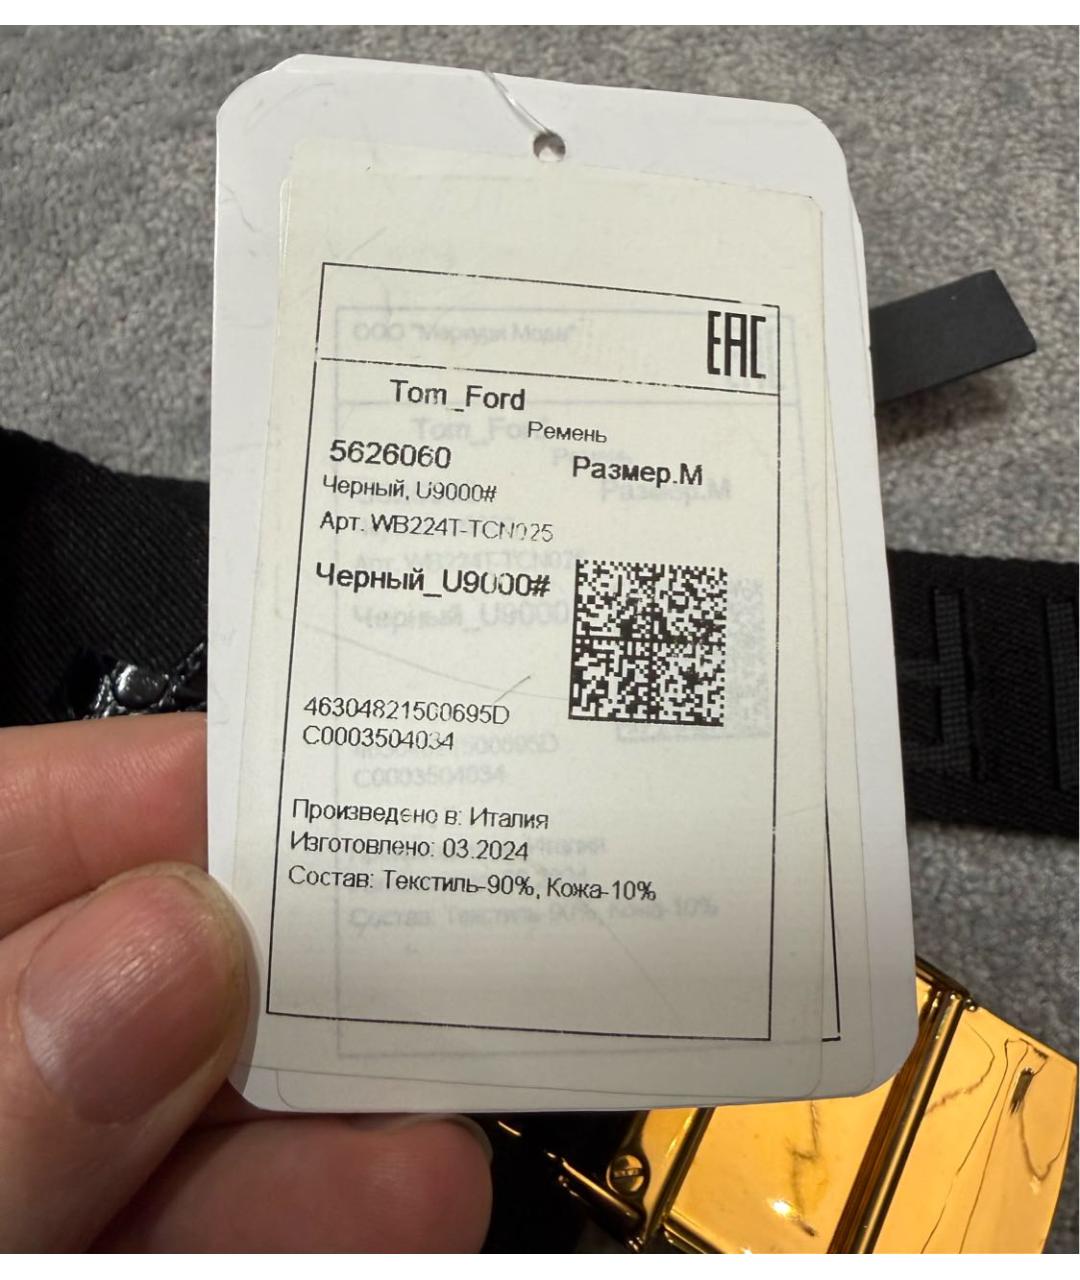 EAC
Tom_Ford
Ремень
5626060
Размер.М
Черный, U9000#
Арт. WB224T-TCN025
Черный_U9000#
46304821500695D
C0003504034
Произведено в: Италия
Изготовлено: 03.2024
Состав: Текстиль-90%, Кожа-10%